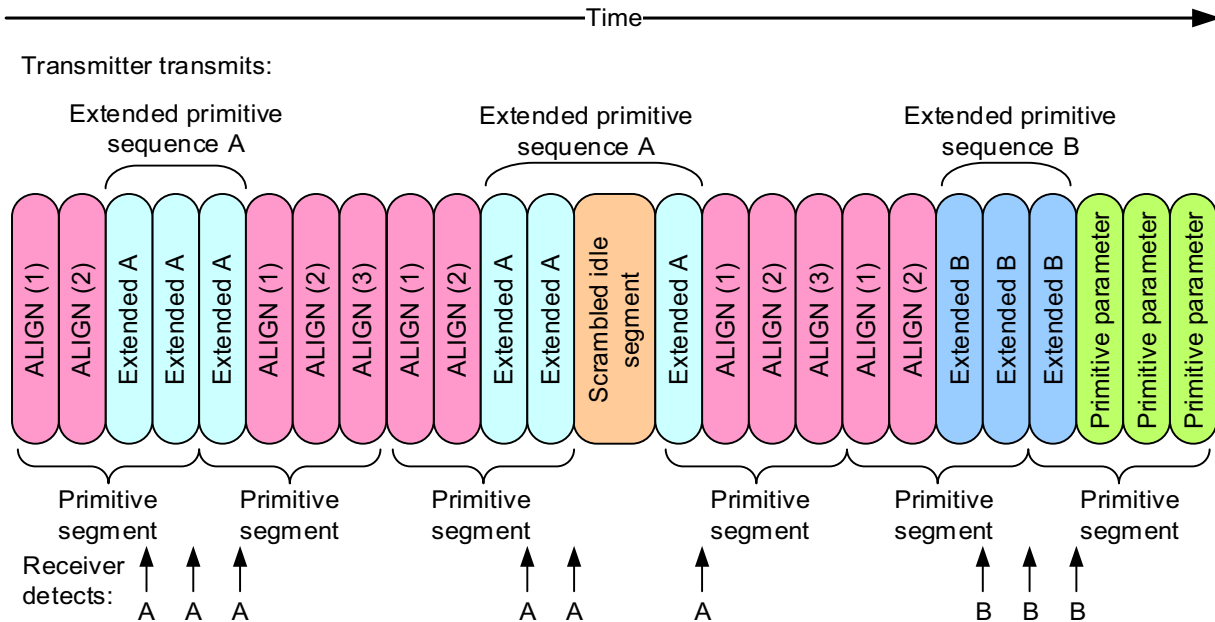 Time
Transmitter transmits:
Extended primitive
sequence A
Extended primitive
sequence A
Extended primitive
sequence B
ALIGN (1)
ALIGN (2)
Extended A
Extended A
Extended A
ALIGN (1)
ALIGN (2)
ALIGN (3)
ALIGN (1)
ALIGN (2)
Extended A
Extended A
Scrambled idle
segment
Extended A
ALIGN (1)
ALIGN (2)
ALIGN (3)
ALIGN (1)
ALIGN (2)
Extended B
Extended B
Extended B
Primitive parameter
Primitive parameter
Primitive parameter
Primitive
segment
Primitive
segment
Primitive
segment
Primitive
segment
Primitive
segment
Primitive
segment
Receiver
detects:
A
A
A
A
A
A
B
B
B